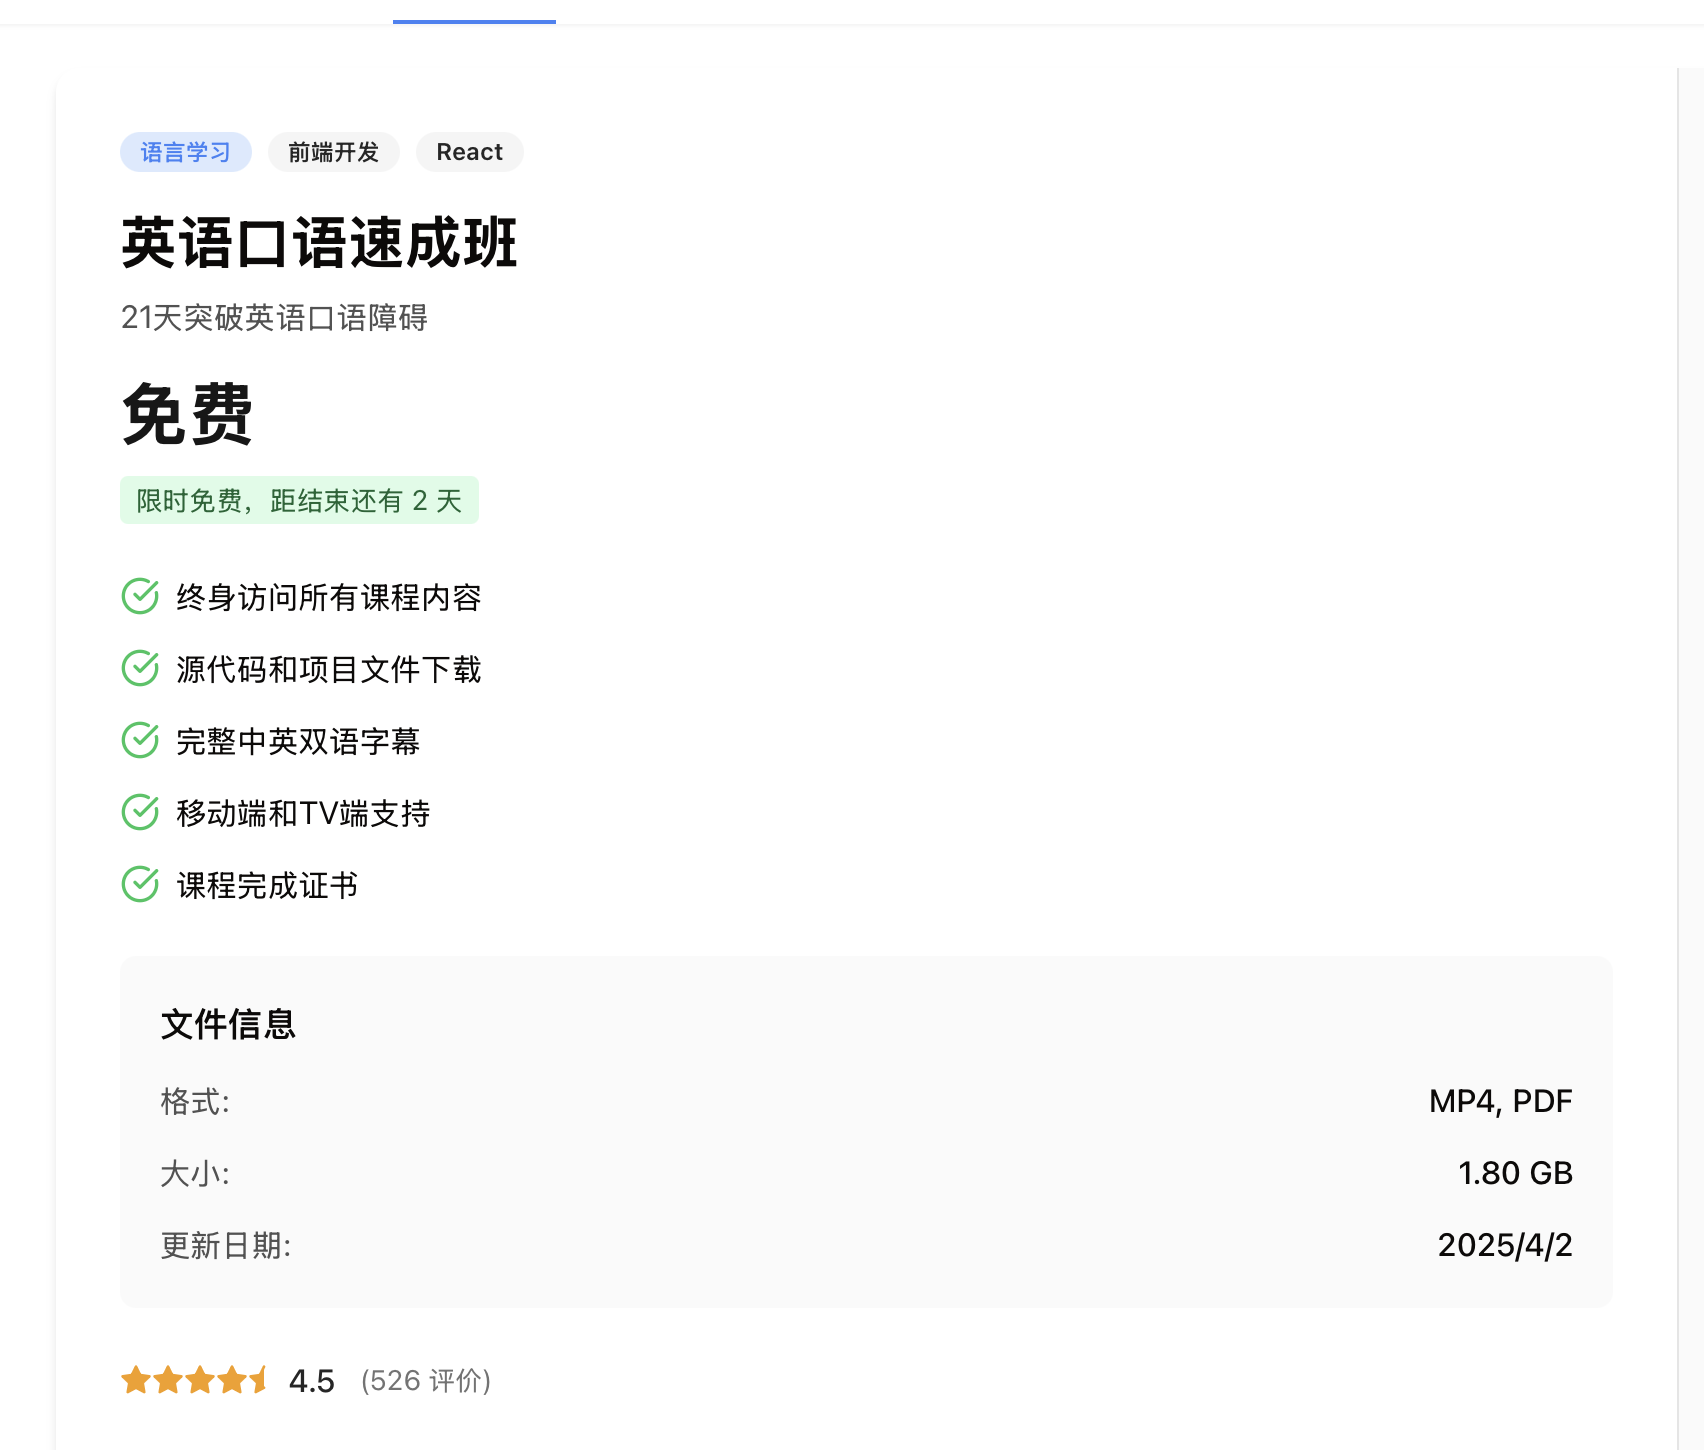 语言学习 前端开发 React
英语口语速成班
21天突破英语口语障碍
免费
限时免费，距结束还有 2 天
终身访问所有课程内容
源代码和项目文件下载
完整中英双语字幕
移动端和TV端支持
课程完成证书
文件信息
格式: MP4, PDF
大小: 1.80 GB
更新日期: 2025/4/2
4.5 (526 评价)